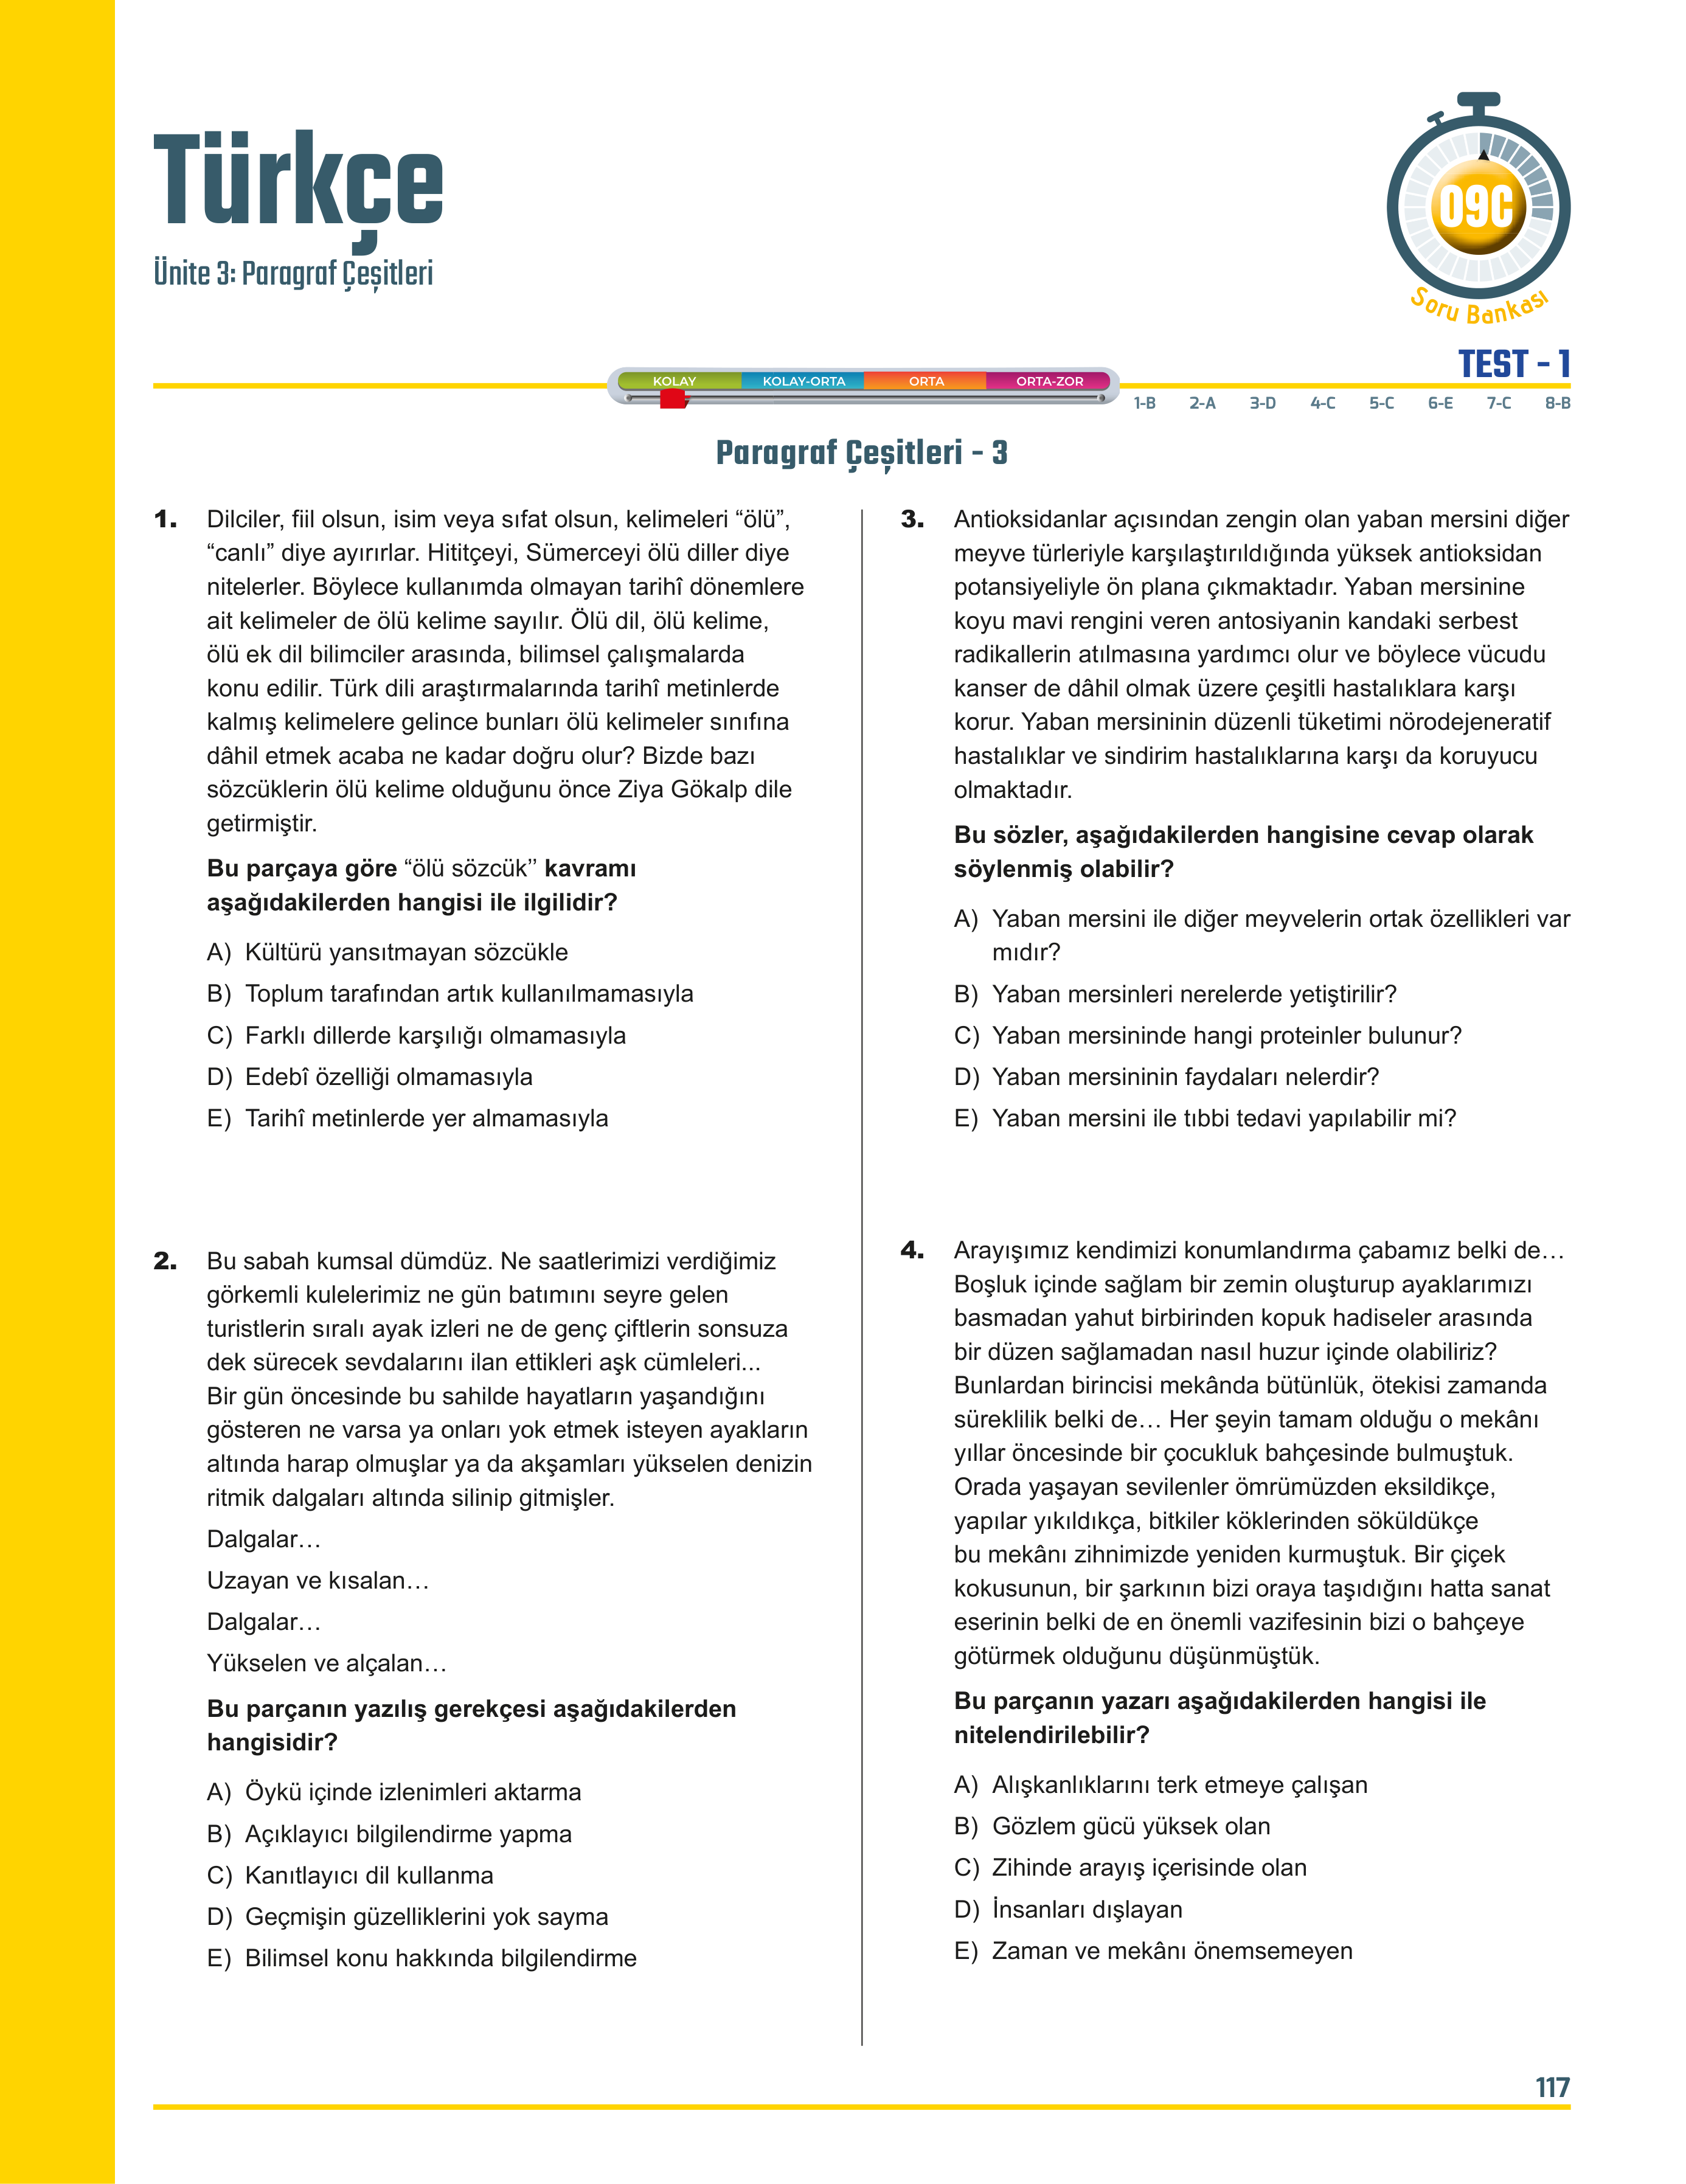 Türkçe
Ünite 3: Paragraf Çeşitleri
09C
Soru Bankası
TEST - 1
KOLAY KOLAY-ORTA ORTA ORTA-ZOR
1-B 2-A 3-D 4-C 5-C 6-E 7-C 8-B
Paragraf Çeşitleri - 3
1. Dilciler, fiil olsun, isim veya sıfat olsun, kelimeleri “ölü”,
“canlı” diye ayırırlar. Hititçeyi, Sümerceyi ölü diller diye
nitelerler. Böylece kullanımda olmayan tarihî dönemlere
ait kelimeler de ölü kelime sayılır. Ölü dil, ölü kelime,
ölü ek dil bilimciler arasında, bilimsel çalışmalarda
konu edilir. Türk dili araştırmalarında tarihî metinlerde
kalmış kelimelere gelince bunları ölü kelimeler sınıfına
dâhil etmek acaba ne kadar doğru olur? Bizde bazı
sözcüklerin ölü kelime olduğunu önce Ziya Gökalp dile
getirmiştir.
Bu parçaya göre “ölü sözcük’’ kavramı
aşağıdakilerden hangisi ile ilgilidir?
A) Kültürü yansıtmayan sözcükle
B) Toplum tarafından artık kullanılmamasıyla
C) Farklı dillerde karşılığı olmamasıyla
D) Edebî özelliği olmamasıyla
E) Tarihî metinlerde yer almamasıyla
2. Bu sabah kumsal dümdüz. Ne saatlerimizi verdiğimiz
görkemli kulelerimiz ne gün batımını seyre gelen
turistlerin sıralı ayak izleri ne de genç çiftlerin sonsuza
dek sürecek sevdalarını ilan ettikleri aşk cümleleri...
Bir gün öncesinde bu sahilde hayatların yaşandığını
gösteren ne varsa ya onları yok etmek isteyen ayakların
altında harap olmuşlar ya da akşamları yükselen denizin
ritmik dalgaları altında silinip gitmişler.
Dalgalar…
Uzayan ve kısalan…
Dalgalar…
Yükselen ve alçalan…
Bu parçanın yazılış gerekçesi aşağıdakilerden
hangisidir?
A) Öykü içinde izlenimleri aktarma
B) Açıklayıcı bilgilendirme yapma
C) Kanıtlayıcı dil kullanma
D) Geçmişin güzelliklerini yok sayma
E) Bilimsel konu hakkında bilgilendirme
3. Antioksidanlar açısından zengin olan yaban mersini diğer
meyve türleriyle karşılaştırıldığında yüksek antioksidan
potansiyeliyle ön plana çıkmaktadır. Yaban mersinine
koyu mavi rengini veren antosiyanin kandaki serbest
radikallerin atılmasına yardımcı olur ve böylece vücudu
kanser de dâhil olmak üzere çeşitli hastalıklara karşı
korur. Yaban mersininin düzenli tüketimi nörodejeneratif
hastalıklar ve sindirim hastalıklarına karşı da koruyucu
olmaktadır.
Bu sözler, aşağıdakilerden hangisine cevap olarak
söylenmiş olabilir?
A) Yaban mersini ile diğer meyvelerin ortak özellikleri var
mıdır?
B) Yaban mersinleri nerelerde yetiştirilir?
C) Yaban mersininde hangi proteinler bulunur?
D) Yaban mersininin faydaları nelerdir?
E) Yaban mersini ile tıbbi tedavi yapılabilir mi?
4. Arayışımız kendimizi konumlandırma çabamız belki de…
Boşluk içinde sağlam bir zemin oluşturup ayaklarımızı
basmadan yahut birbirinden kopuk hadiseler arasında
bir düzen sağlamadan nasıl huzur içinde olabiliriz?
Bunlardan birincisi mekânda bütünlük, ötekisi zamanda
süreklilik belki de… Her şeyin tamam olduğu o mekânı
yıllar öncesinde bir çocukluk bahçesinde bulmuştuk.
Orada yaşayan sevilenler ömrümüzden eksildikçe,
yapılar yıkıldıkça, bitkiler köklerinden söküldükçe
bu mekânı zihnimizde yeniden kurmuştuk. Bir çiçek
kokusunun, bir şarkının bizi oraya taşıdığını hatta sanat
eserinin belki de en önemli vazifesinin bizi o bahçeye
götürmek olduğunu düşünmüştük.
Bu parçanın yazarı aşağıdakilerden hangisi ile
nitelendirilebilir?
A) Alışkanlıklarını terk etmeye çalışan
B) Gözlem gücü yüksek olan
C) Zihinde arayış içerisinde olan
D) İnsanları dışlayan
E) Zaman ve mekânı önemsemeyen
117